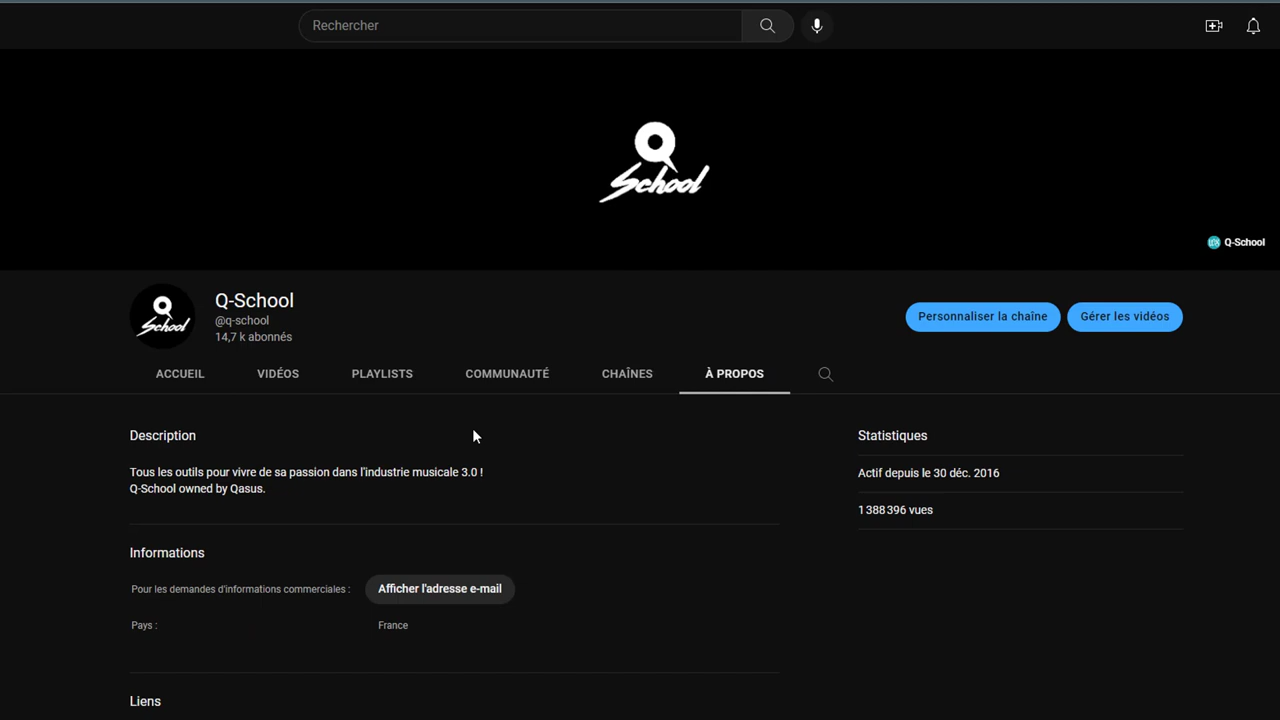 Rechercher
Q
School
Q-School
Q
School
Q-School
@q-school
14,7 k abonnés
Personnaliser la chaîne
Gérer les vidéos
ACCUEIL
VIDÉOS
PLAYLISTS
COMMUNAUTÉ
CHAÎNES
À PROPOS
Description
Tous les outils pour vivre de sa passion dans l'industrie musicale 3.0 !
Q-School owned by Qasus.
Statistiques
Actif depuis le 30 déc. 2016
1 388 396 vues
Informations
Pour les demandes d'informations commerciales :
Afficher l'adresse e-mail
Pays :
France
Liens